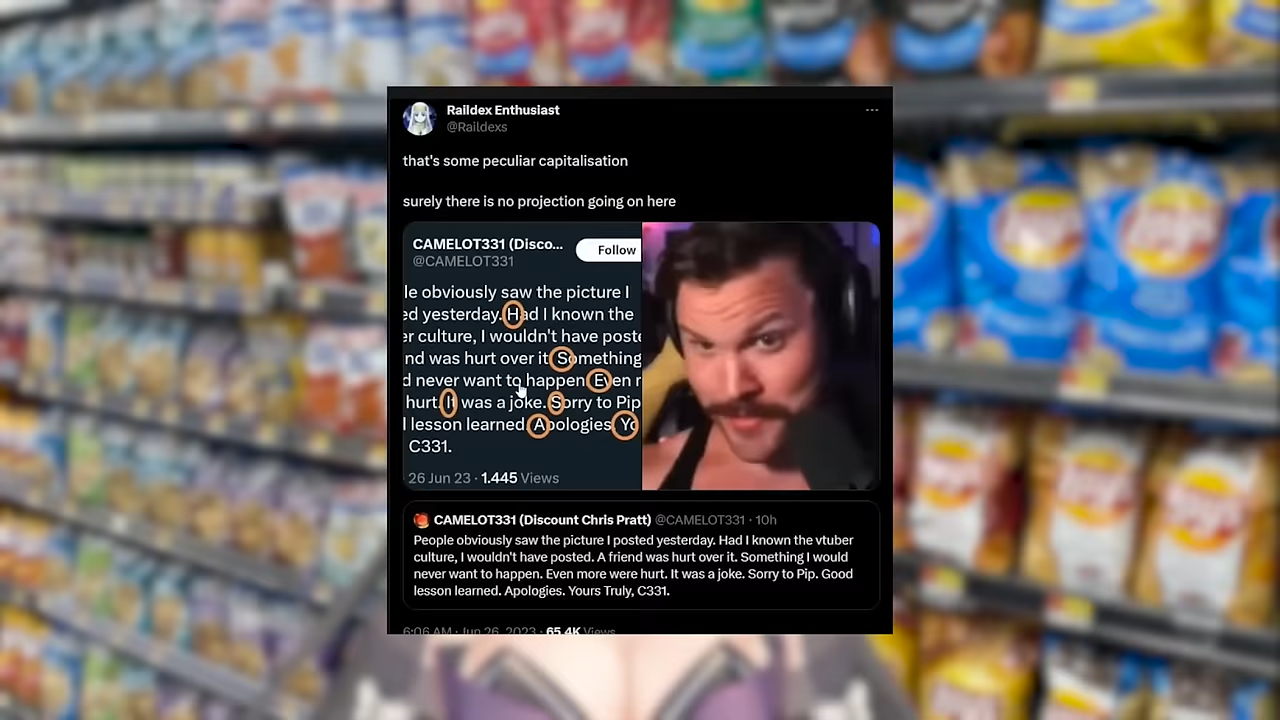 Raildex Enthusiast
@Raildexs
that's some peculiar capitalisation
surely there is no projection going on here
CAMELOT331 (Disco...
Follow
@CAMELOT331
le obviously saw the picture I
ed yesterday. Had I known the
er culture, I wouldn't have poste
nd was hurt over it. Something
d never want to happen. Even
hurt. It was a joke. Sorry to Pip
l lesson learned. Apologies. Yo
C331.
26 Jun 23 · 1.445 Views
CAMELOT331 (Discount Chris Pratt) @CAMELOT331 · 10h
People obviously saw the picture I posted yesterday. Had I known the vtuber
culture, I wouldn't have posted. A friend was hurt over it. Something I would
never want to happen. Even more were hurt. It was a joke. Sorry to Pip. Good
lesson learned. Apologies. Yours Truly, C331.
6:06 AM · Jun 26, 2023 · 65.4K Views